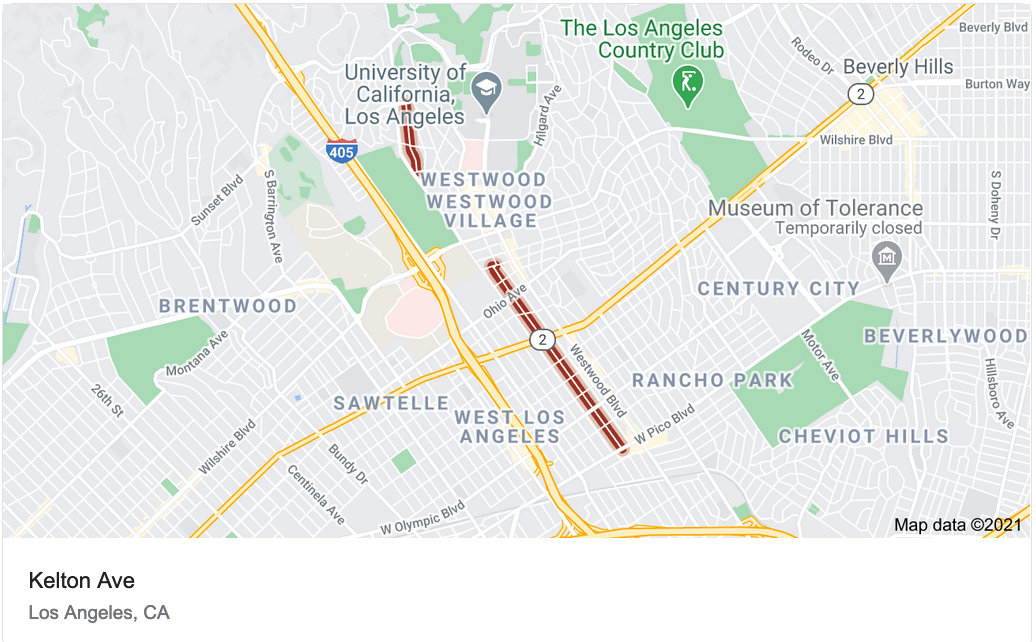 The Los Angeles
Country Club
Beverly Blvd
Rodeo Dr
Beverly Hills
University of
California,
Los Angeles
Burton Way
2
Hilgard Ave
Wilshire Blvd
405
WESTWOOD
WESTWOOD
VILLAGE
Sunset Blvd
S Barrington Ave
S Doheny Dr
Museum of Tolerance
Temporarily closed
M
CENTURY CITY
BRENTWOOD
Ohio Ave
2
BEVERLYWOOD
Montana Ave
Westwood Blvd
Motor Ave
Hillsboro Ave
RANCHO PARK
26th St
SAWTELLE
WEST LOS
ANGELES
W Pico Blvd
CHEVIOT HILLS
Wilshire Blvd
Bundy Dr
Centinela Ave
W Olympic Blvd
Map data ©2021
Kelton Ave
Los Angeles, CA